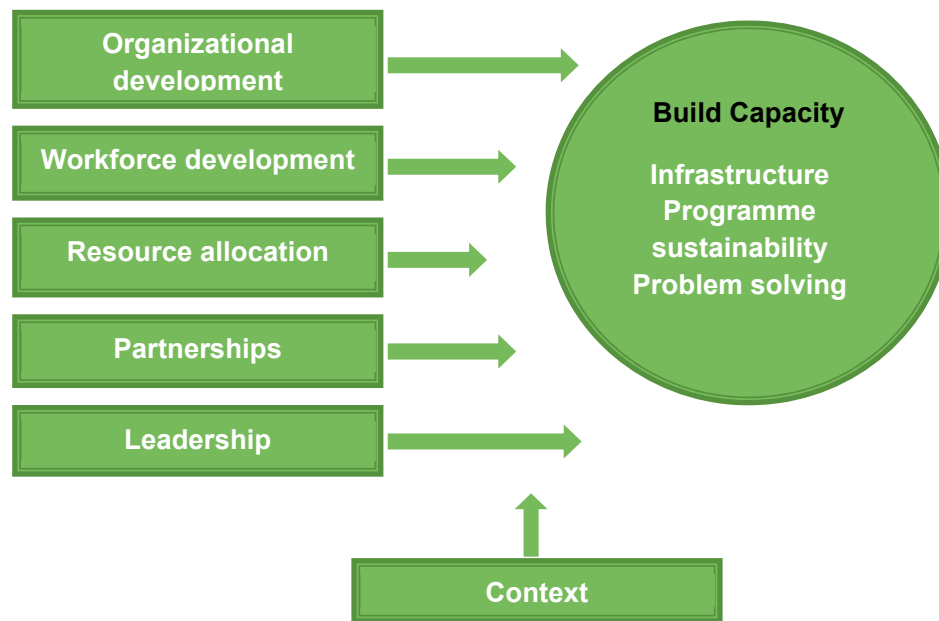 Organizational
development
Workforce development
Resource allocation
Partnerships
Leadership
Build Capacity
Infrastructure
Programme
sustainability
Problem solving
Context